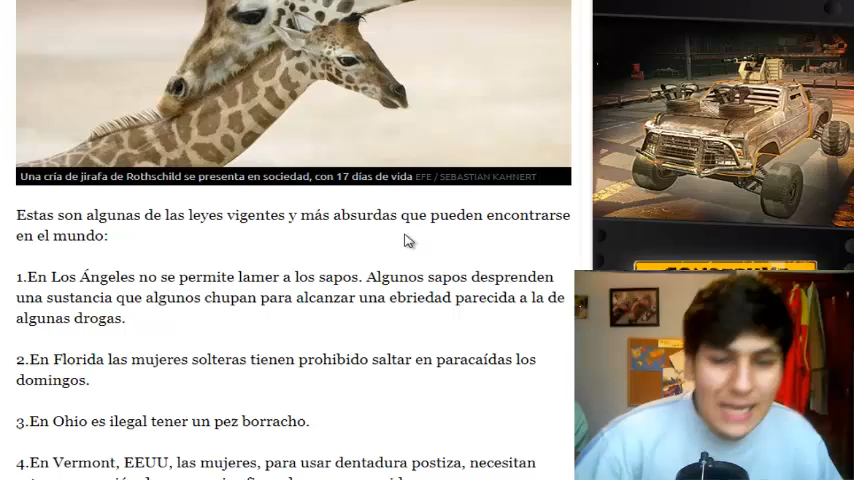 Una cría de jirafa de Rothschild se presenta en sociedad, con 17 días de vida EFE / SEBASTIAN KAHNERT
Estas son algunas de las leyes vigentes y más absurdas que pueden encontrarse
en el mundo:
1.En Los Ángeles no se permite lamer a los sapos. Algunos sapos desprenden
una sustancia que algunos chupan para alcanzar una ebriedad parecida a la de
algunas drogas.
2.En Florida las mujeres solteras tienen prohibido saltar en paracaídas los
domingos.
3.En Ohio es ilegal tener un pez borracho.
4.En Vermont, EEUU, las mujeres, para usar dentadura postiza, necesitan